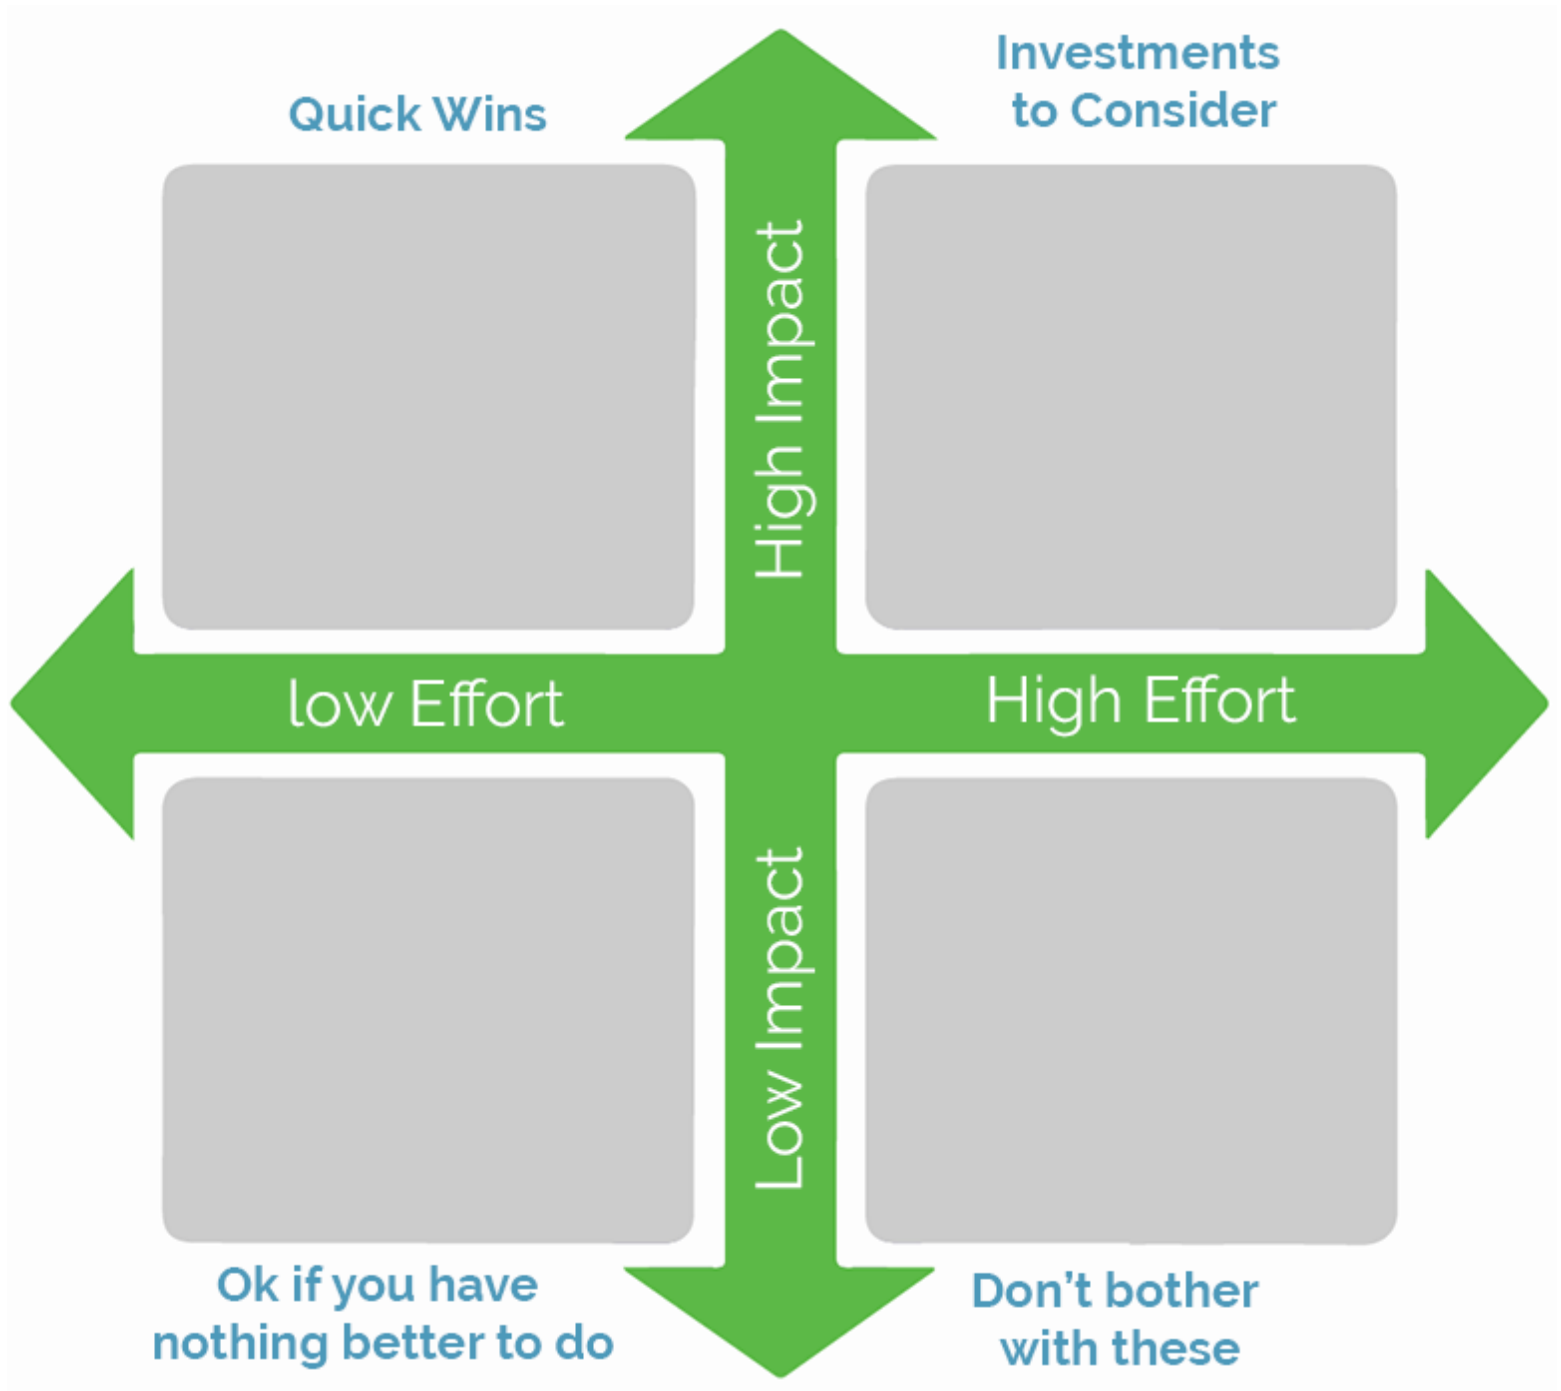 Quick Wins
Investments
to Consider
High Impact
low Effort
High Effort
Low Impact
Ok if you have
nothing better to do
Don't bother
with these